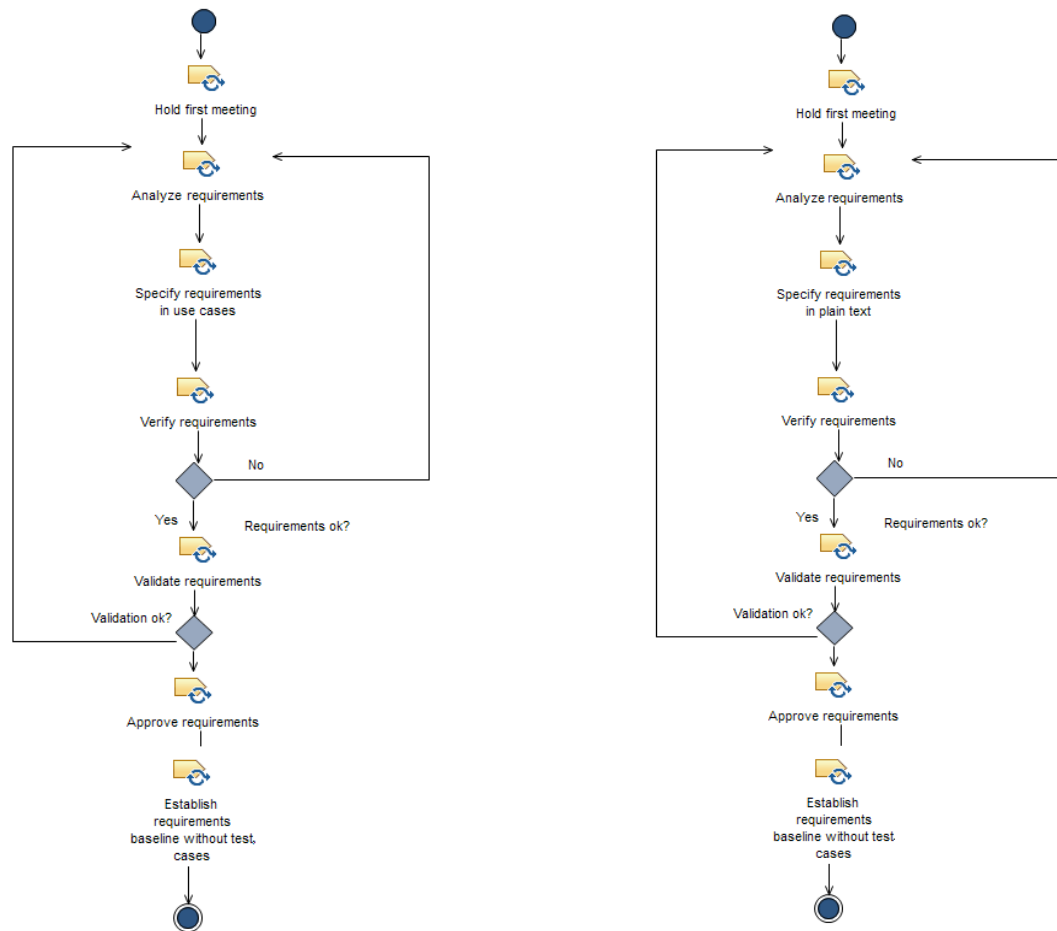 Hold first meeting
Analyze requirements
Specify requirements
in use cases
Verify requirements
No
Yes
Requirements ok?
Validate requirements
Validation ok?
Approve requirements
Establish
requirements
baseline without test.
cases
Hold first meeting
Analyze requirements
Specify requirements
in plain text
Verify requirements
No
Yes
Requirements ok?
Validate requirements
Validation ok?
Approve requirements
Establish
requirements
baseline without test
cases